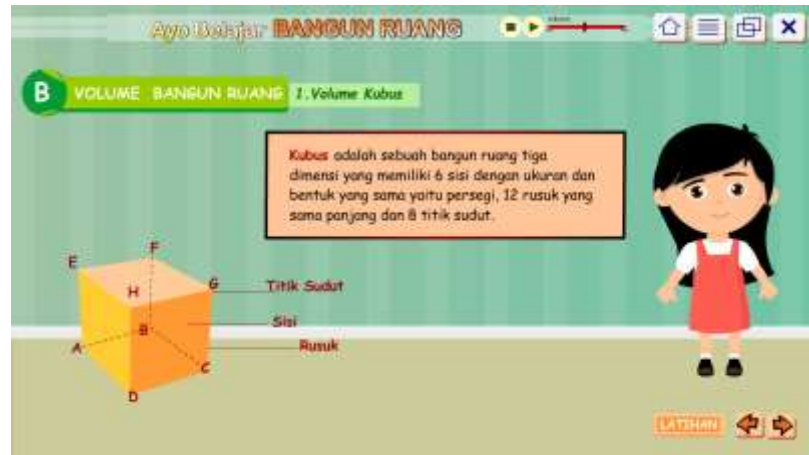 Ayo Belajar BANGUN RUANG
B VOLUME BANGUN RUANG 1. Volume Kubus
Kubus adalah sebuah bangun ruang tiga
dimensi yang memiliki 6 sisi dengan ukuran dan
bentuk yang sama yaitu persegi, 12 rusuk yang
sama panjang dan 8 titik sudut.
F
E
H
G
Titik Sudut
B
Sisi
A
Rusuk
C
D
LATIHAN